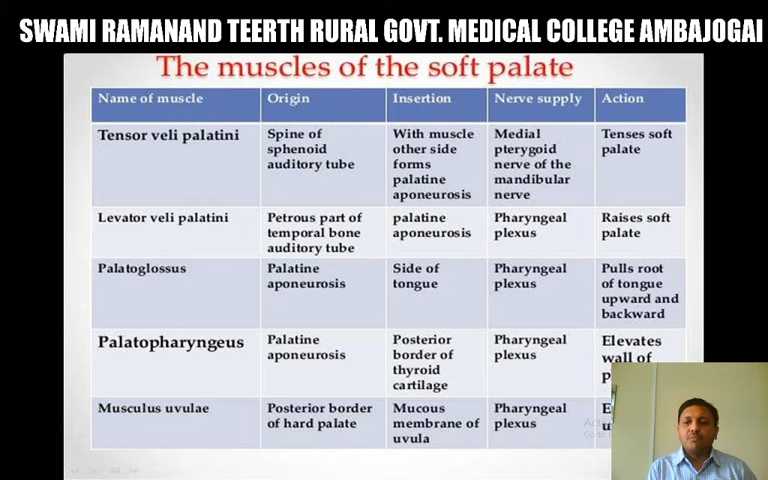 SWAMI RAMANAND TEERTH RURAL GOVT. MEDICAL COLLEGE AMBAJOGAI
The muscles of the soft palate
Name of muscle Origin Insertion Nerve supply Action
Tensor veli palatini
Spine of
sphenoid
auditory tube
With muscle
other side
forms
palatine
aponeurosis
Medial
pterygoid
nerve of the
mandibular
nerve
Tenses soft
palate
Levator veli palatini
Petrous part of
temporal bone
auditory tube
palatine
aponeurosis
Pharyngeal
plexus
Raises soft
palate
Palatoglossus
Palatine
aponeurosis
Side of
tongue
Pharyngeal
plexus
Pulls root
of tongue
upward and
backward
Palatopharyngeus
Palatine
aponeurosis
Posterior
border of
thyroid
cartilage
Pharyngeal
plexus
Elevates
wall of
Musculus uvulae
Posterior border
of hard palate
Mucous
membrane of
uvula
Pharyngeal
plexus